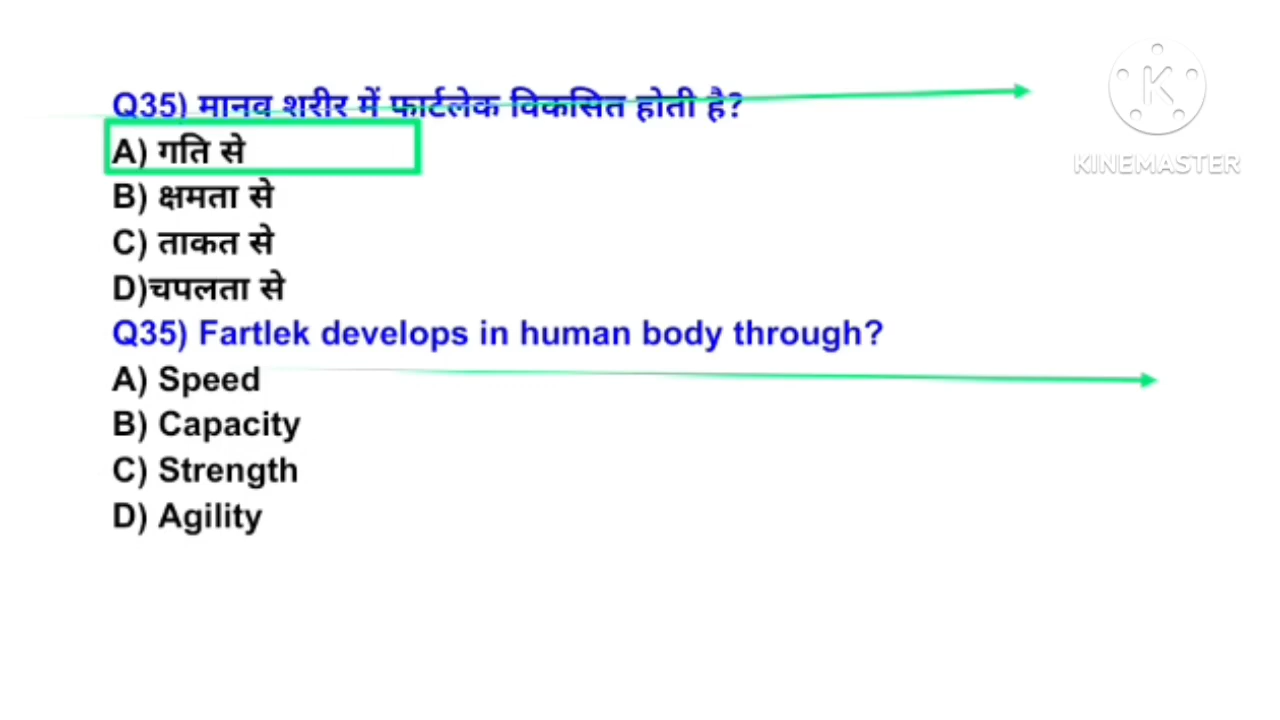 Q35) मानव शरीर में फार्टलेक विकसित होती है?
A) गति से
B) क्षमता से
C) ताकत से
D)चपलता से
Q35) Fartlek develops in human body through?
A) Speed
B) Capacity
C) Strength
D) Agility
K
KINEMASTER